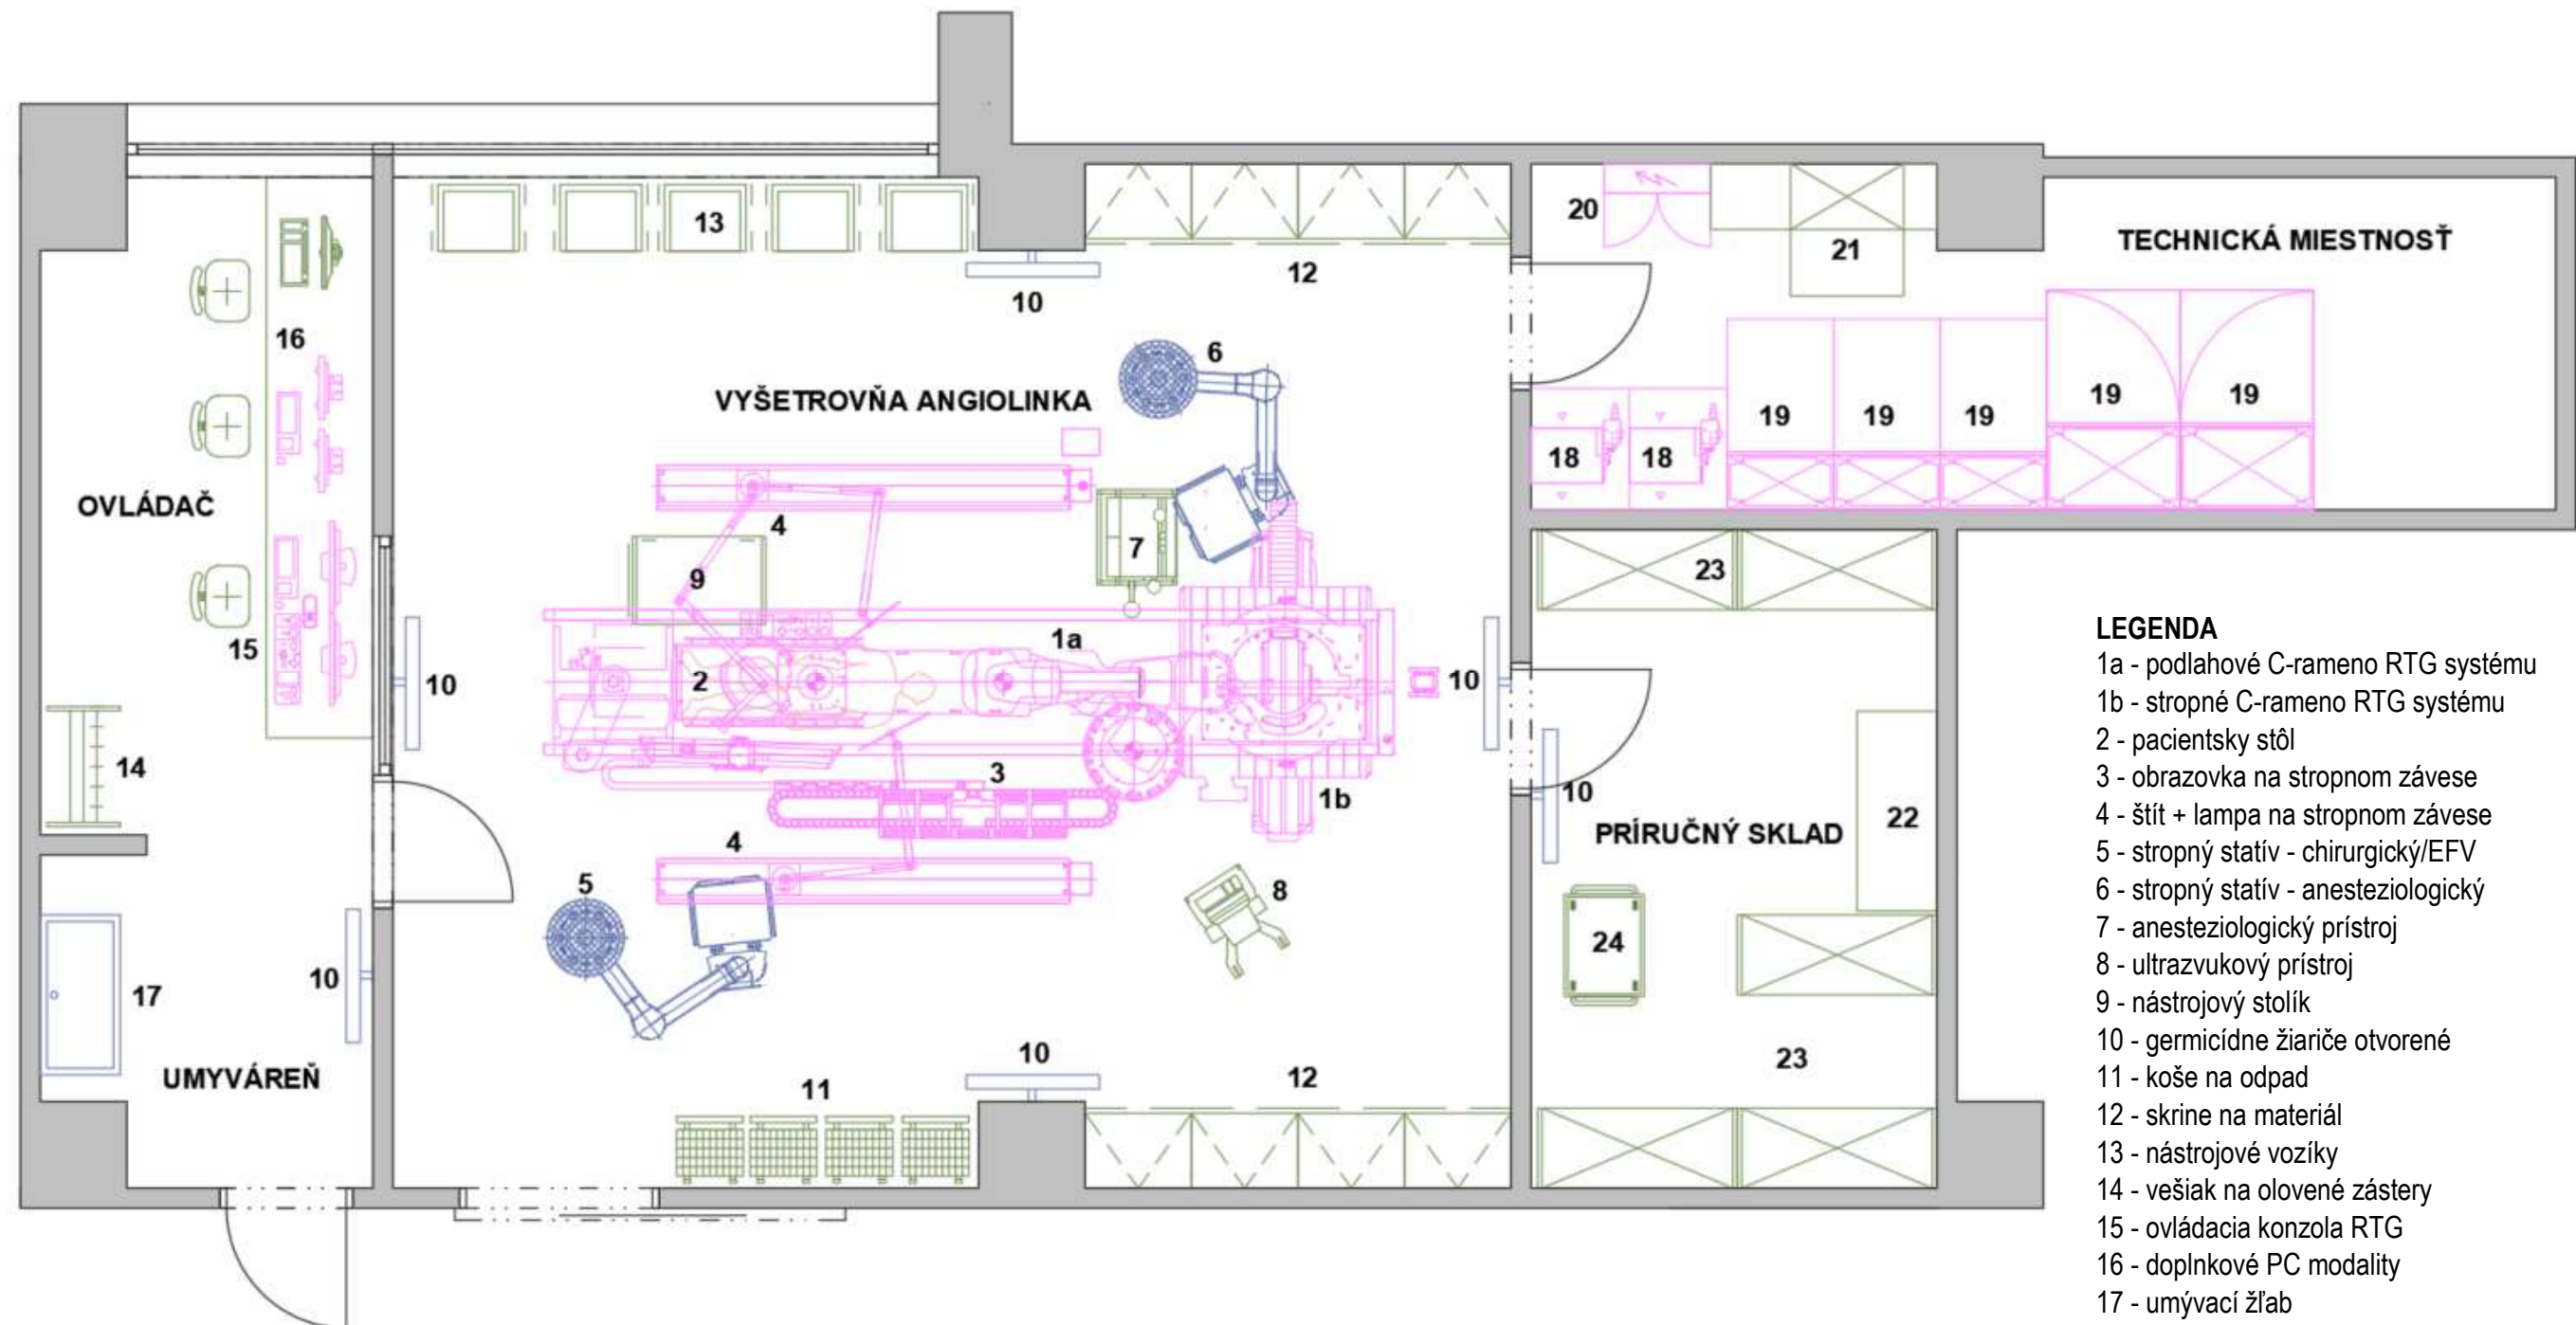 13
12
10
20
21
TECHNICKÁ MIESTNOSŤ
16
6
VYŠETROVŇA ANGIOLINKA
19
19
19
19
19
18
18
OVLÁDAČ
4
7
9
23
15
1a
2
10
10
14
3
1b
10
PRÍRUČNÝ SKLAD
22
4
5
8
24
17
10
UMYVÁREŇ
10
11
12
23
LEGENDA
1a - podlahové C-rameno RTG systému
1b - stropné C-rameno RTG systému
2 - pacientsky stôl
3 - obrazovka na stropnom závese
4 - štít + lampa na stropnom závese
5 - stropný statív - chirurgický/EFV
6 - stropný statív - anesteziologický
7 - anesteziologický prístroj
8 - ultrazvukový prístroj
9 - nástrojový stolík
10 - germicídne žiariče otvorené
11 - koše na odpad
12 - skrine na materiál
13 - nástrojové vozíky
14 - vešiak na olovené zástery
15 - ovládacia konzola RTG
16 - doplnkové PC modality
17 - umývací žľab